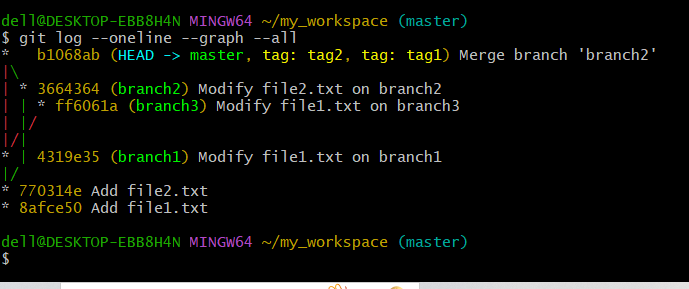 dell@DESKTOP-EBB8H4N MINGW64 ~/my_workspace (master)
$ git log --oneline --graph --all
*   b1068ab (HEAD -> master, tag: tag2, tag: tag1) Merge branch 'branch2'
|\
| * 3664364 (branch2) Modify file2.txt on branch2
| | * ff6061a (branch3) Modify file1.txt on branch3
| |/
|/|
* | 4319e35 (branch1) Modify file1.txt on branch1
|/
* 770314e Add file2.txt
* 8afce50 Add file1.txt
dell@DESKTOP-EBB8H4N MINGW64 ~/my_workspace (master)
$